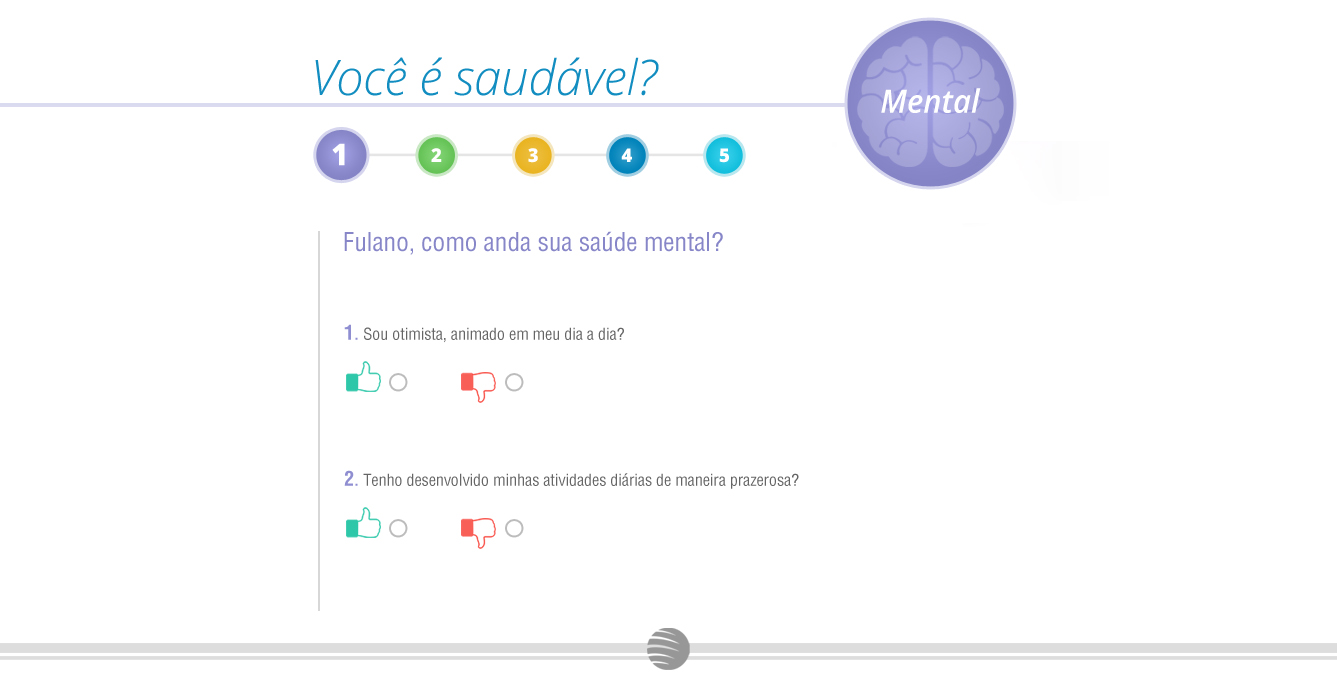 Você é saudável?
Mental
1 2 3 4 5
Fulano, como anda sua saúde mental?
1. Sou otimista, animado em meu dia a dia?
2. Tenho desenvolvido minhas atividades diárias de maneira prazerosa?